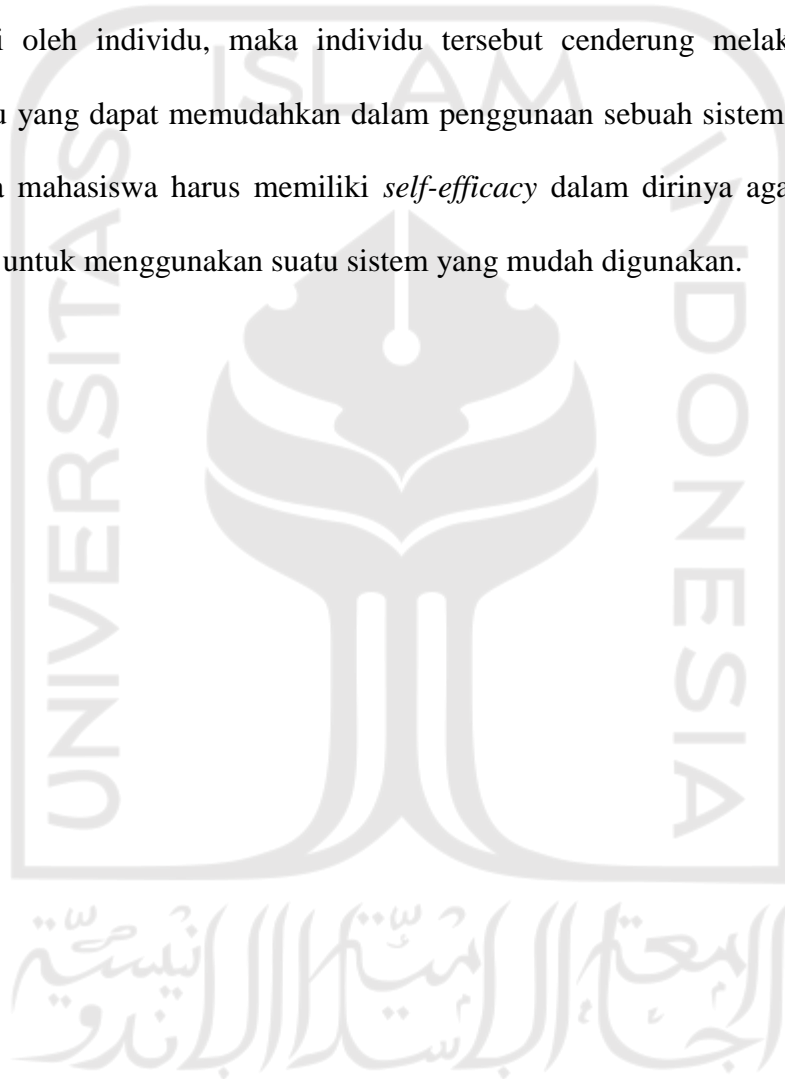 i oleh individu, maka individu tersebut cenderung melak
u yang dapat memudahkan dalam penggunaan sebuah sistem
a mahasiswa harus memiliki self-efficacy dalam dirinya aga
untuk menggunakan suatu sistem yang mudah digunakan.
ISLAM
UNIVERSITAS
INDONESIA